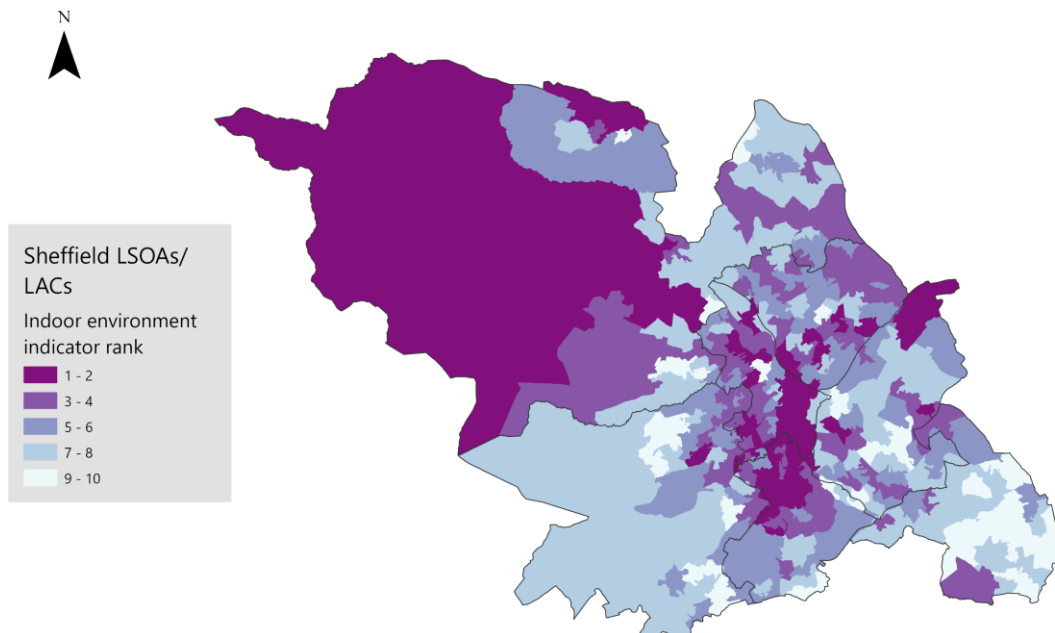 N
Sheffield LSOAs/
LACs
Indoor environment
indicator rank
1 - 2
3 - 4
5 - 6
7 - 8
9 - 10